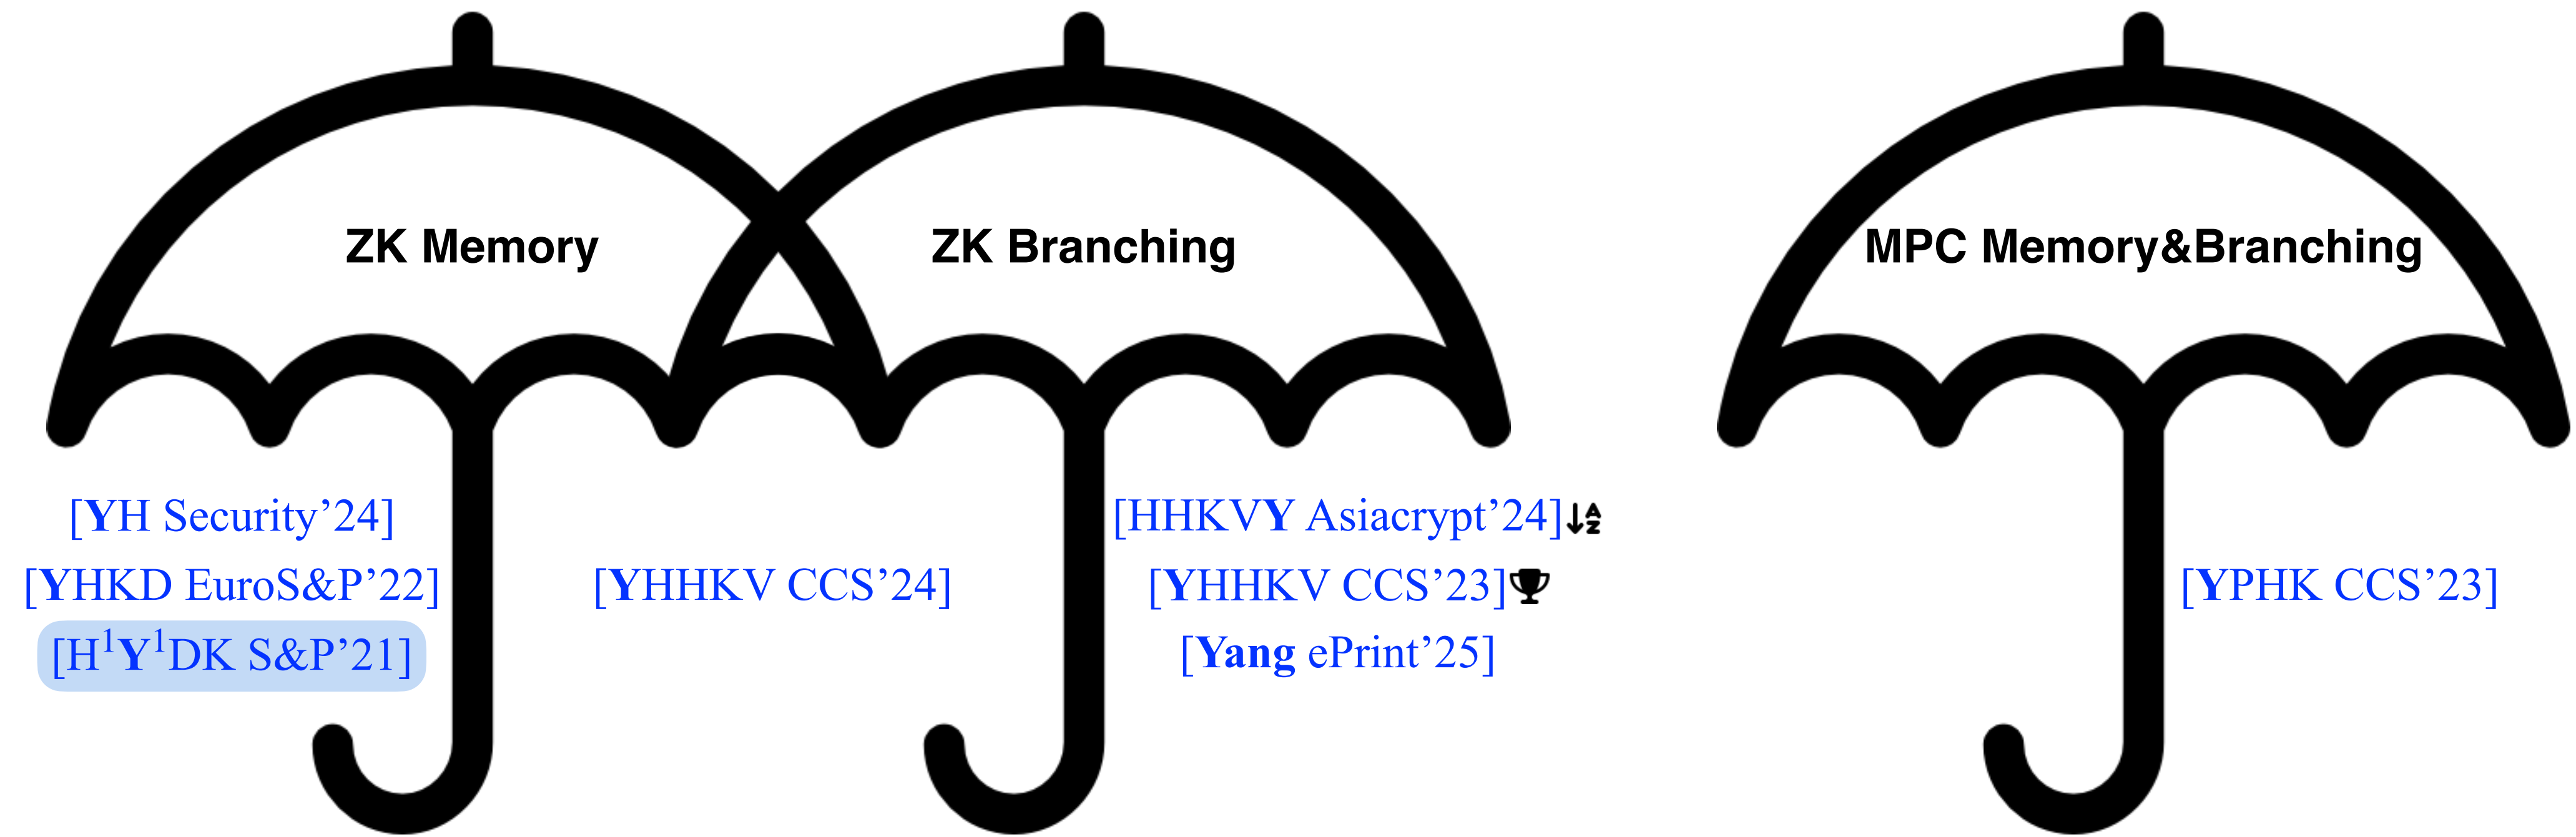 ZK Memory
ZK Branching
MPC Memory&Branching
[YH Security’24]
[YHKD EuroS&P’22]
[H¹Y¹DK S&P’21]
[YHHKV CCS’24]
[HHKVY Asiacrypt’24] A Z
[YHHKV CCS’23]
[Yang ePrint’25]
[YPHK CCS’23]